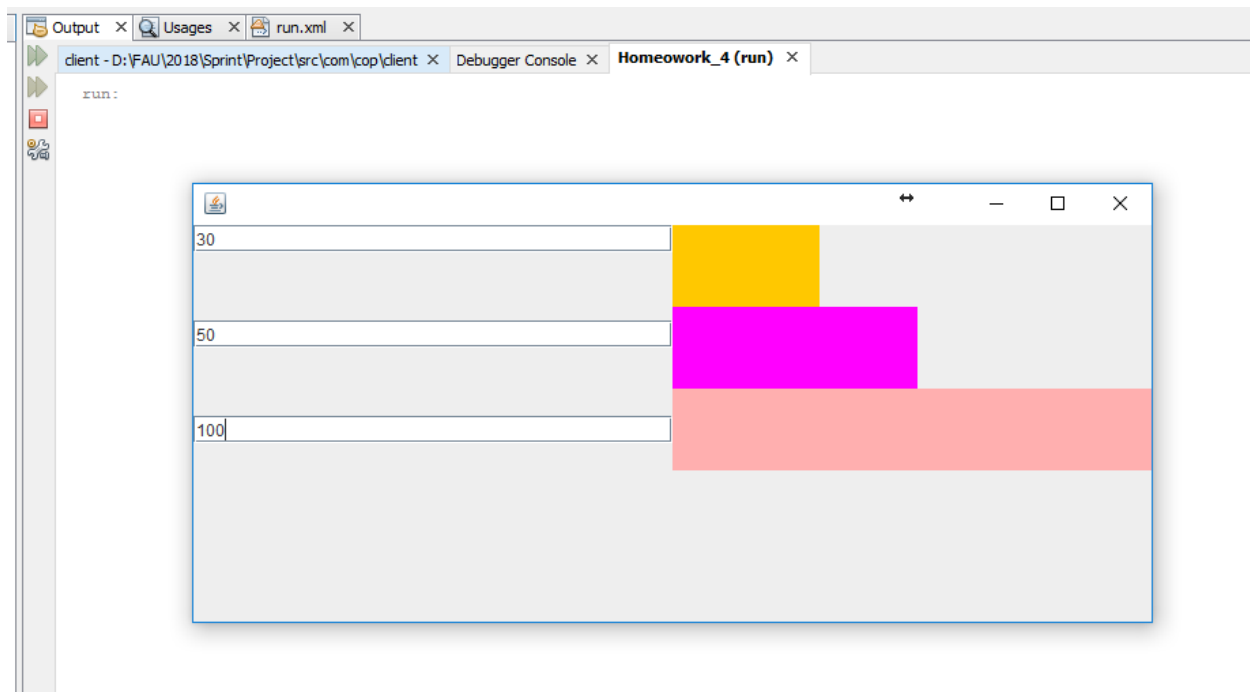 Output Usages run.xml
client - D:\FAU\2018\Sprint\Project\src\com\cop\client Debugger Console Homeowork_4 (run)
run:
30
50
100